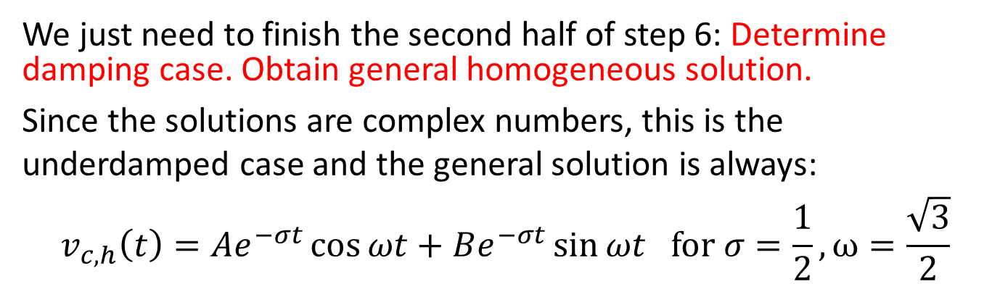 We just need to finish the second half of step 6: Determine
damping case. Obtain general homogeneous solution.
Since the solutions are complex numbers, this is the
underdamped case and the general solution is always:
$v_{c,h}(t) = Ae^{-\sigma t} \cos \omega t + Be^{-\sigma t} \sin \omega t$ for $\sigma = \frac{1}{2}, \omega = \frac{\sqrt{3}}{2}$